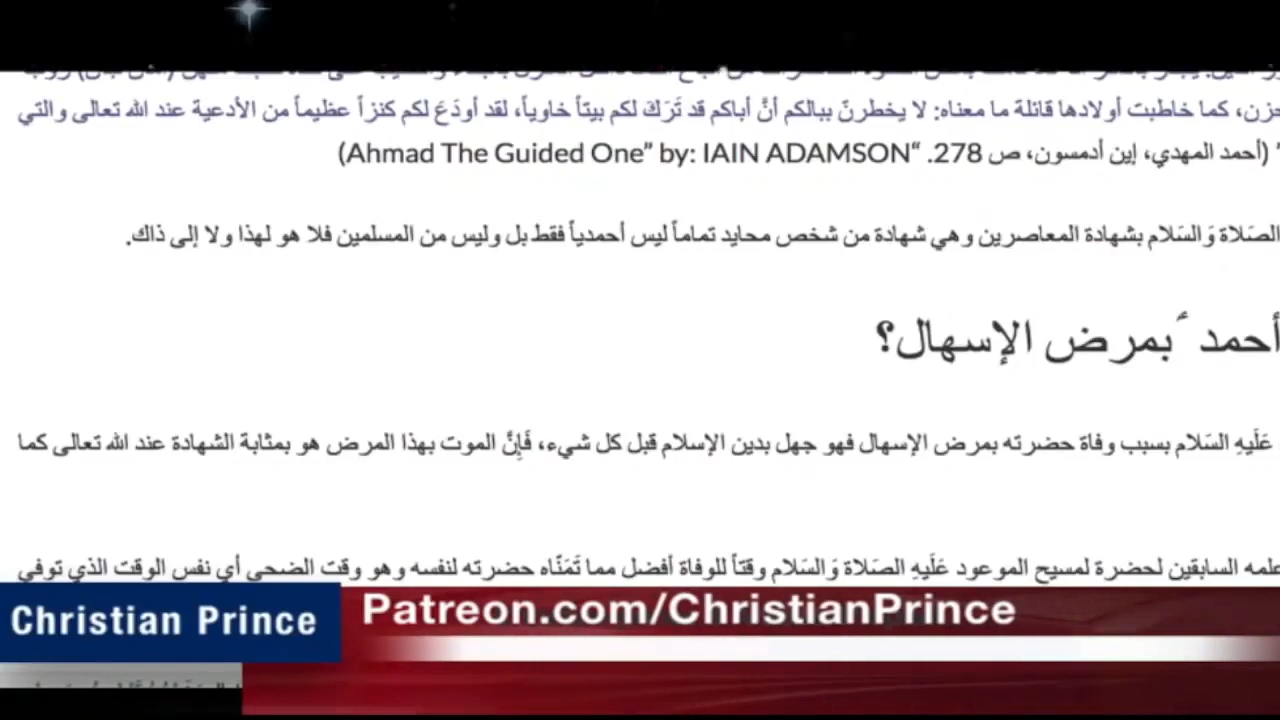 حزن، كما خاطبت أولادها قائلة ما معناه: لا يخطرنّ ببالكم أنَّ أباكم قد تَرَكَ لكم بيتاً خاوياً، لقد أودَعَ لكم كنزاً عظيماً من الأدعية عند الله تعالى والتي
" (أحمد المهدي، إين أدمسون، ص 278. “Ahmad The Guided One” by: IAIN ADAMSON)
الصَلاة وَ السَلام بشهادة المعاصرين وهي شهادة من شخص محايد تماماً ليس أحمدياً فقط بل وليس من المسلمين فلا هو لهذا ولا إلى ذاك.
أحمد ؑ بمرض الإسهال؟
عَلَيهِ السَلام بسبب وفاة حضرته بمرض الإسهال فهو جهل بدين الإسلام قبل كل شيء، فَإِنَّ الموت بهذا المرض هو بمثابة الشهادة عند الله تعالى كما
السابقين لحضرة لمسيح الموعود عَلَيهِ الصَلاة وَ السَلام وقتاً للوفاة أفضل مما تَمَنّاه حضرته لنفسه وهو وقت الضحى أي نفس الوقت الذي توفي
Christian Prince
Patreon.com/ChristianPrince